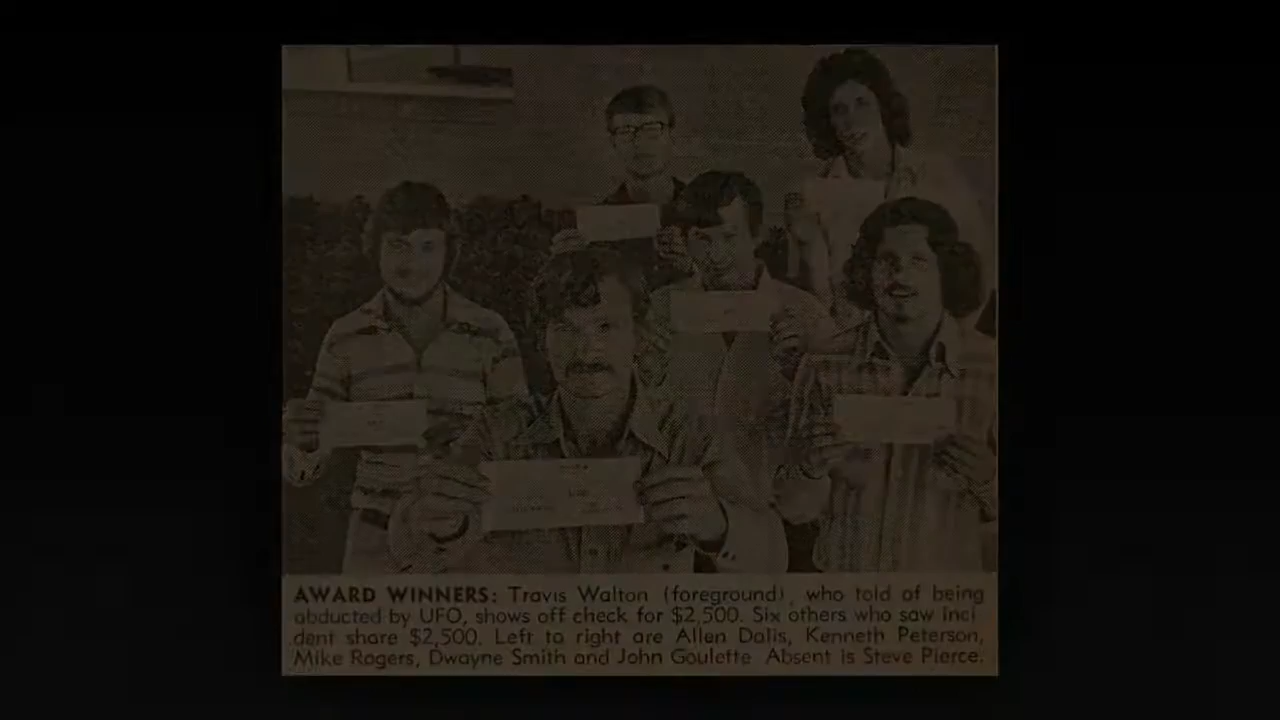 AWARD WINNERS: Travis Walton (foreground), who told of being
abducted by UFO, shows off check for $2,500. Six others who saw inci
dent share $2,500. Left to right are Allen Dalis, Kenneth Peterson,
Mike Rogers, Dwayne Smith and John Goulette Absent is Steve Pierce.